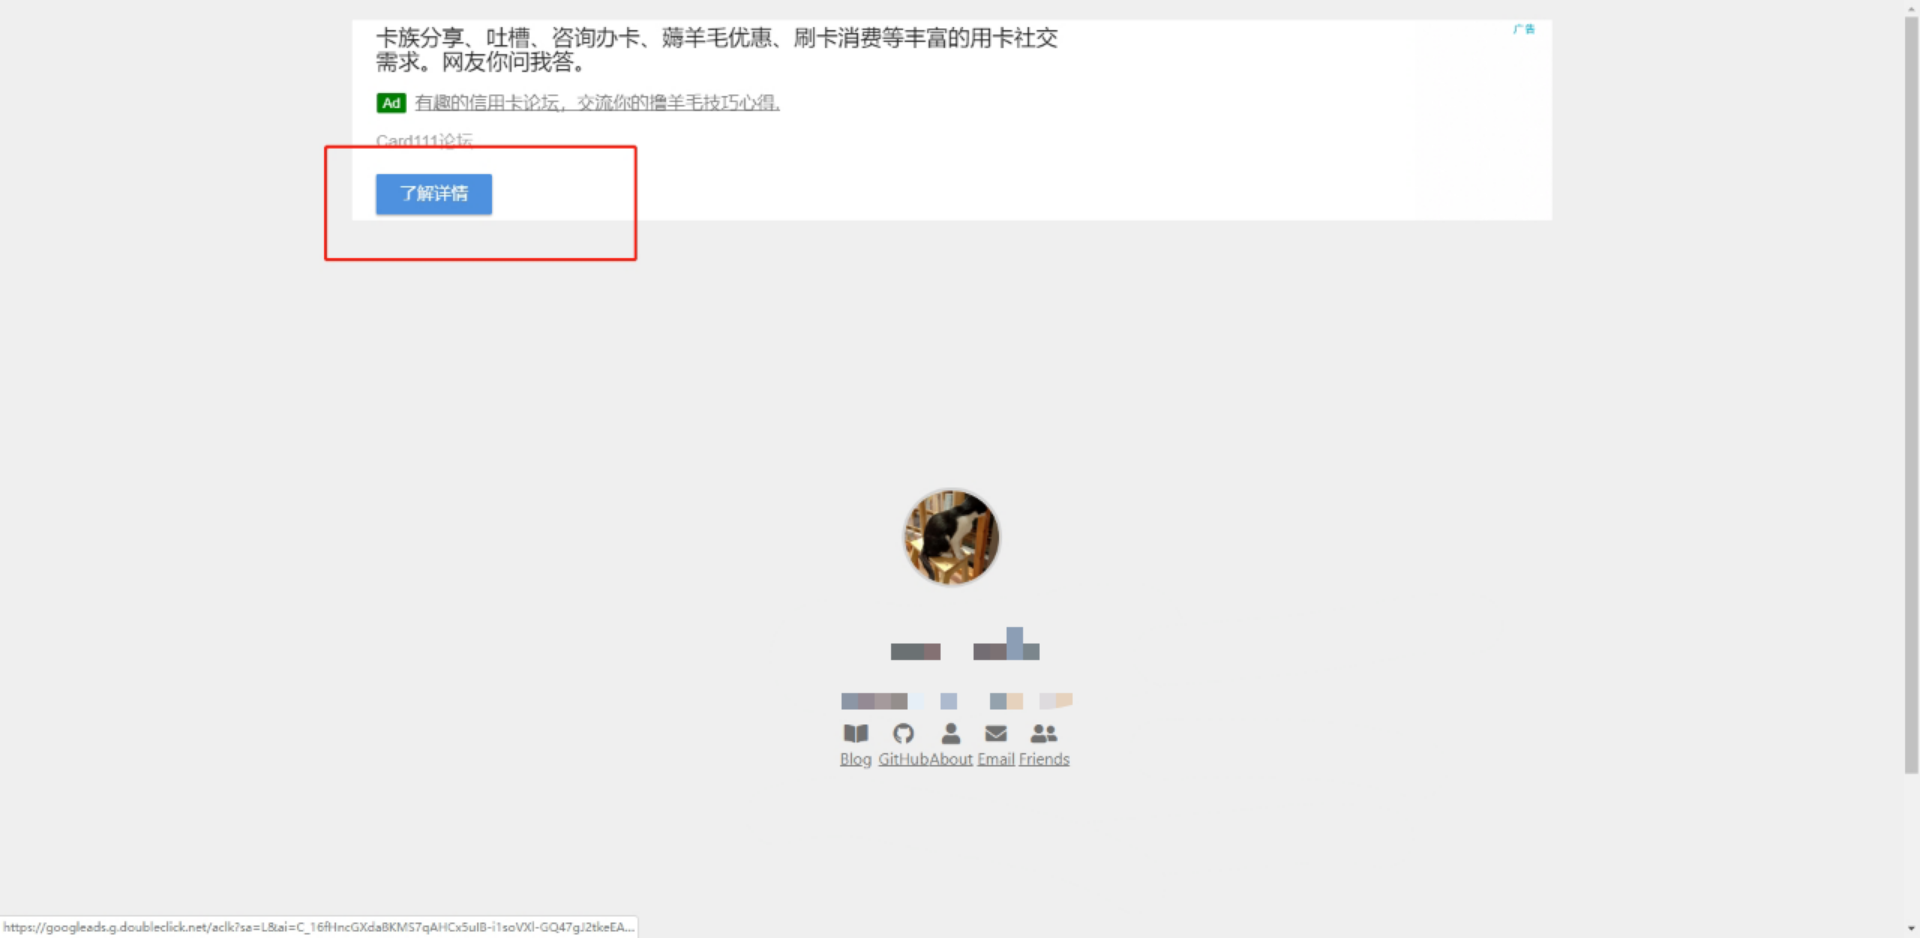 卡族分享、吐槽、咨询办卡、薅羊毛优惠、刷卡消费等丰富的用卡社交
需求。网友你问我答。
广告
Ad 有趣的信用卡论坛，交流你的撸羊毛技巧心得.
Card111论坛
了解详情
Blog GitHub About Email Friends
https://googleads.g.doubleclick.net/aclk?sa=L&ai=C_16fHncGXda8KMS7qAHCx5uIB-i1soVXl-GQ47gJ2tkeEA...